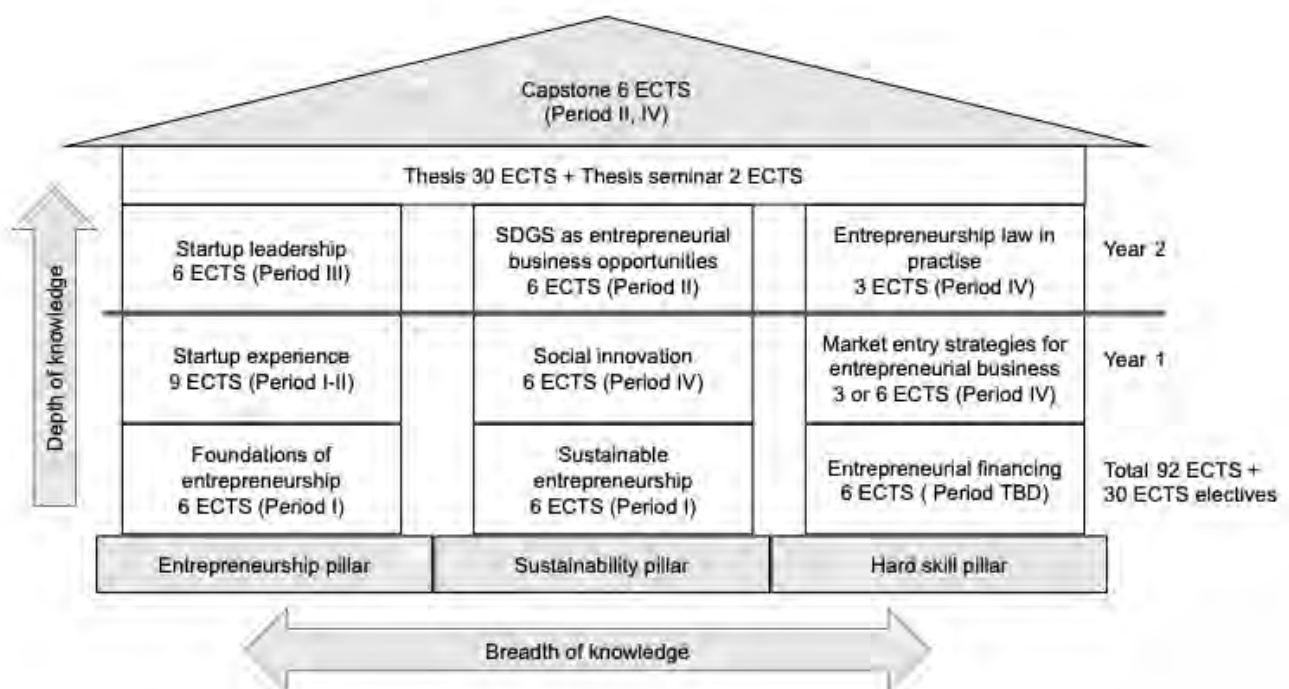 Capstone 6 ECTS
(Period II, IV)
Thesis 30 ECTS + Thesis seminar 2 ECTS
Startup leadership
6 ECTS (Period III)
SDGS as entrepreneurial
business opportunities
6 ECTS (Period II)
Entrepreneurship law in
practise
3 ECTS (Period IV)
Year 2
Startup experience
9 ECTS (Period I-II)
Social innovation
6 ECTS (Period IV)
Market entry strategies for
entrepreneurial business
3 or 6 ECTS (Period IV)
Year 1
Foundations of
entrepreneurship
6 ECTS (Period I)
Sustainable
entrepreneurship
6 ECTS (Period I)
Entrepreneurial financing
6 ECTS ( Period TBD)
Total 92 ECTS +
30 ECTS electives
Depth of knowledge
Entrepreneurship pillar
Sustainability pillar
Hard skill pillar
Breadth of knowledge